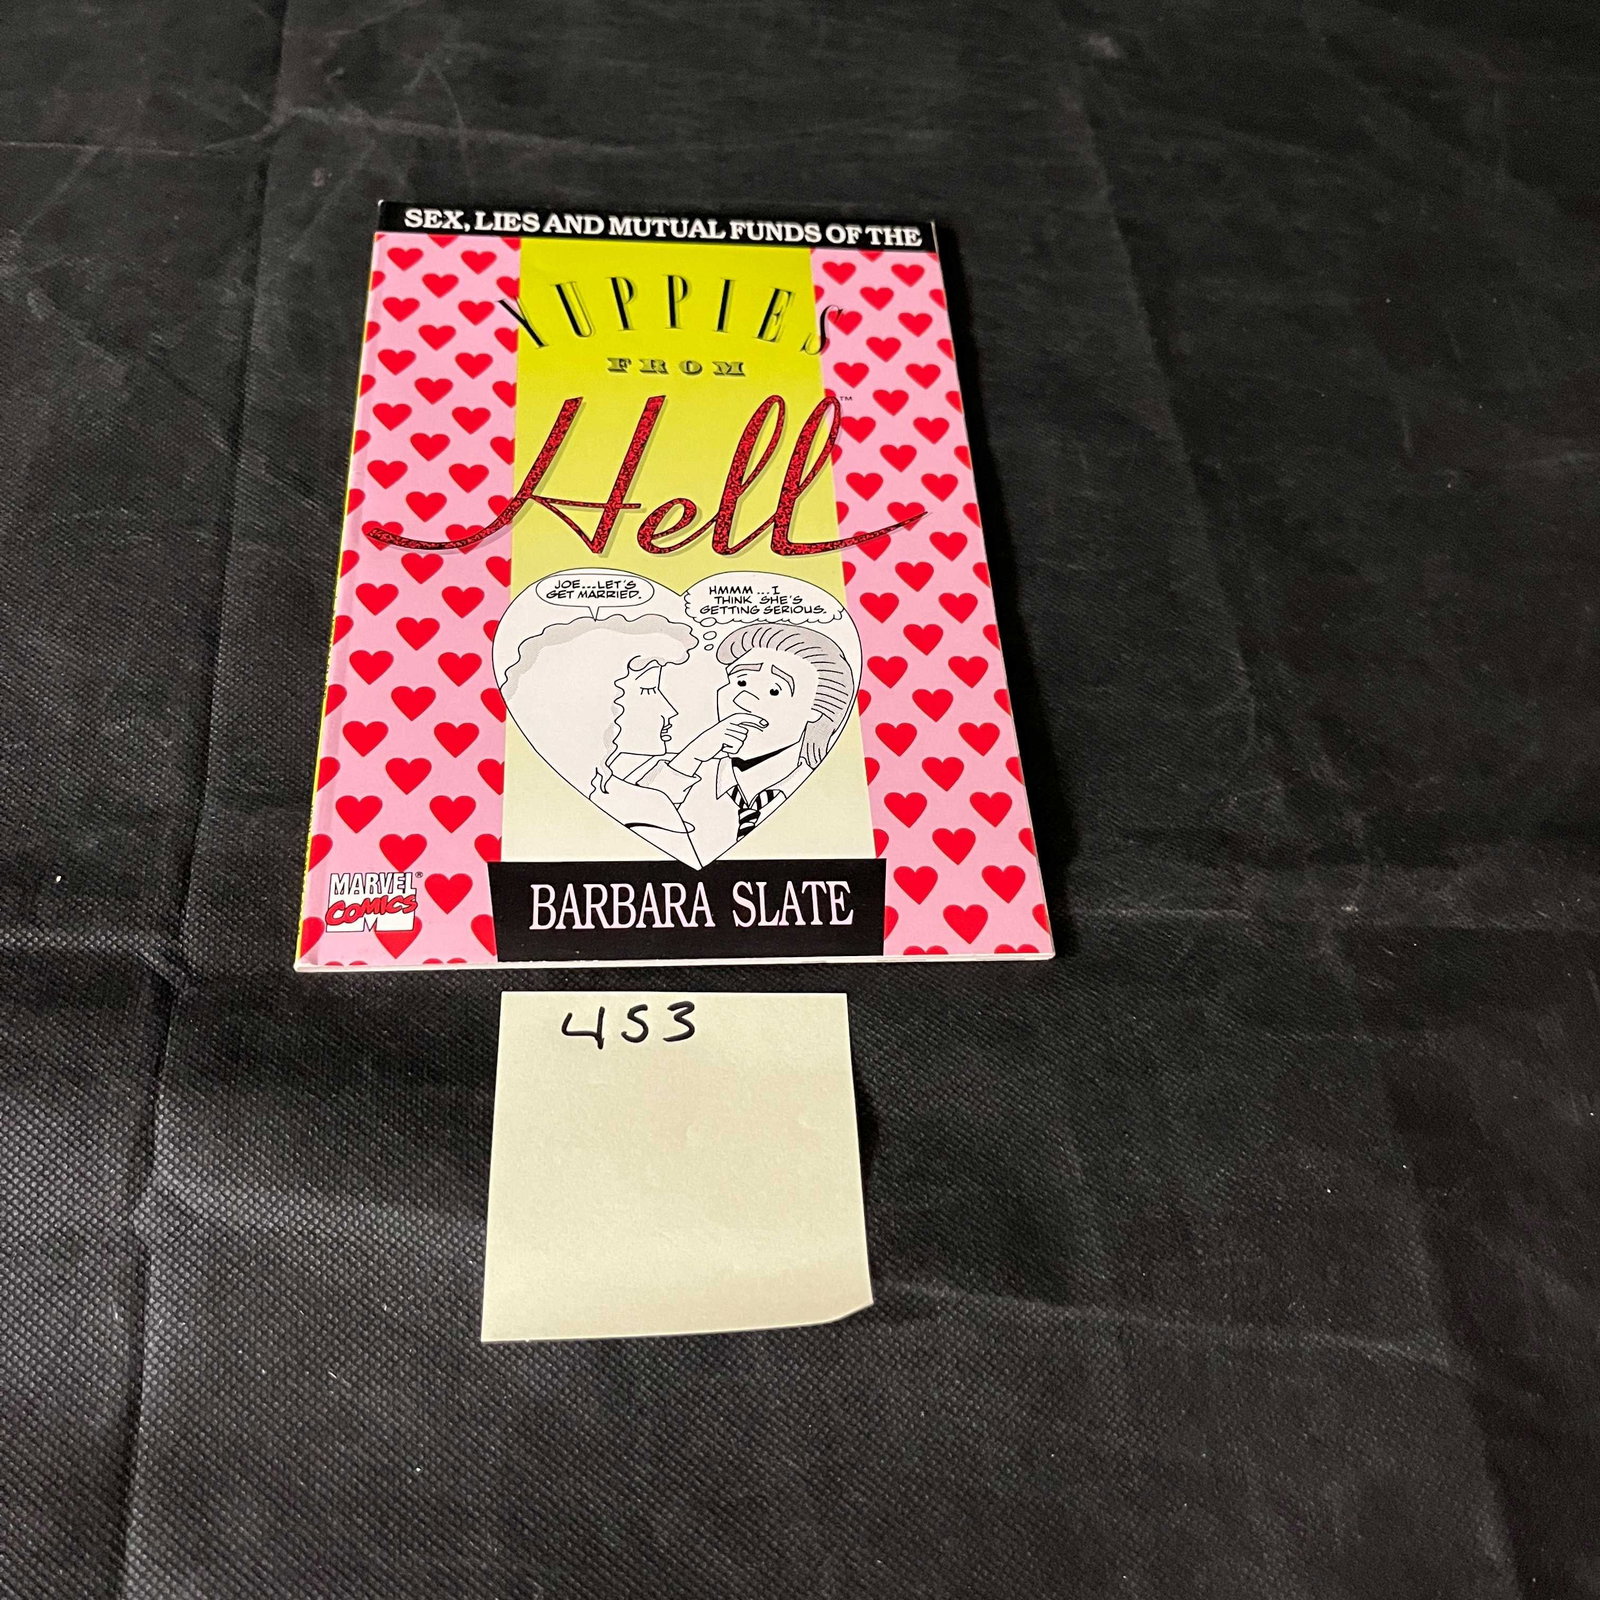 SEX, LIES AND MUTUAL FUNDS OF THE
YUPPIES
FROM
Hell™
JOE...LET'S
GET MARRIED.
HMMM...I
THINK SHE'S
GETTING SERIOUS.
MARVEL®
COMICS
BARBARA SLATE
453